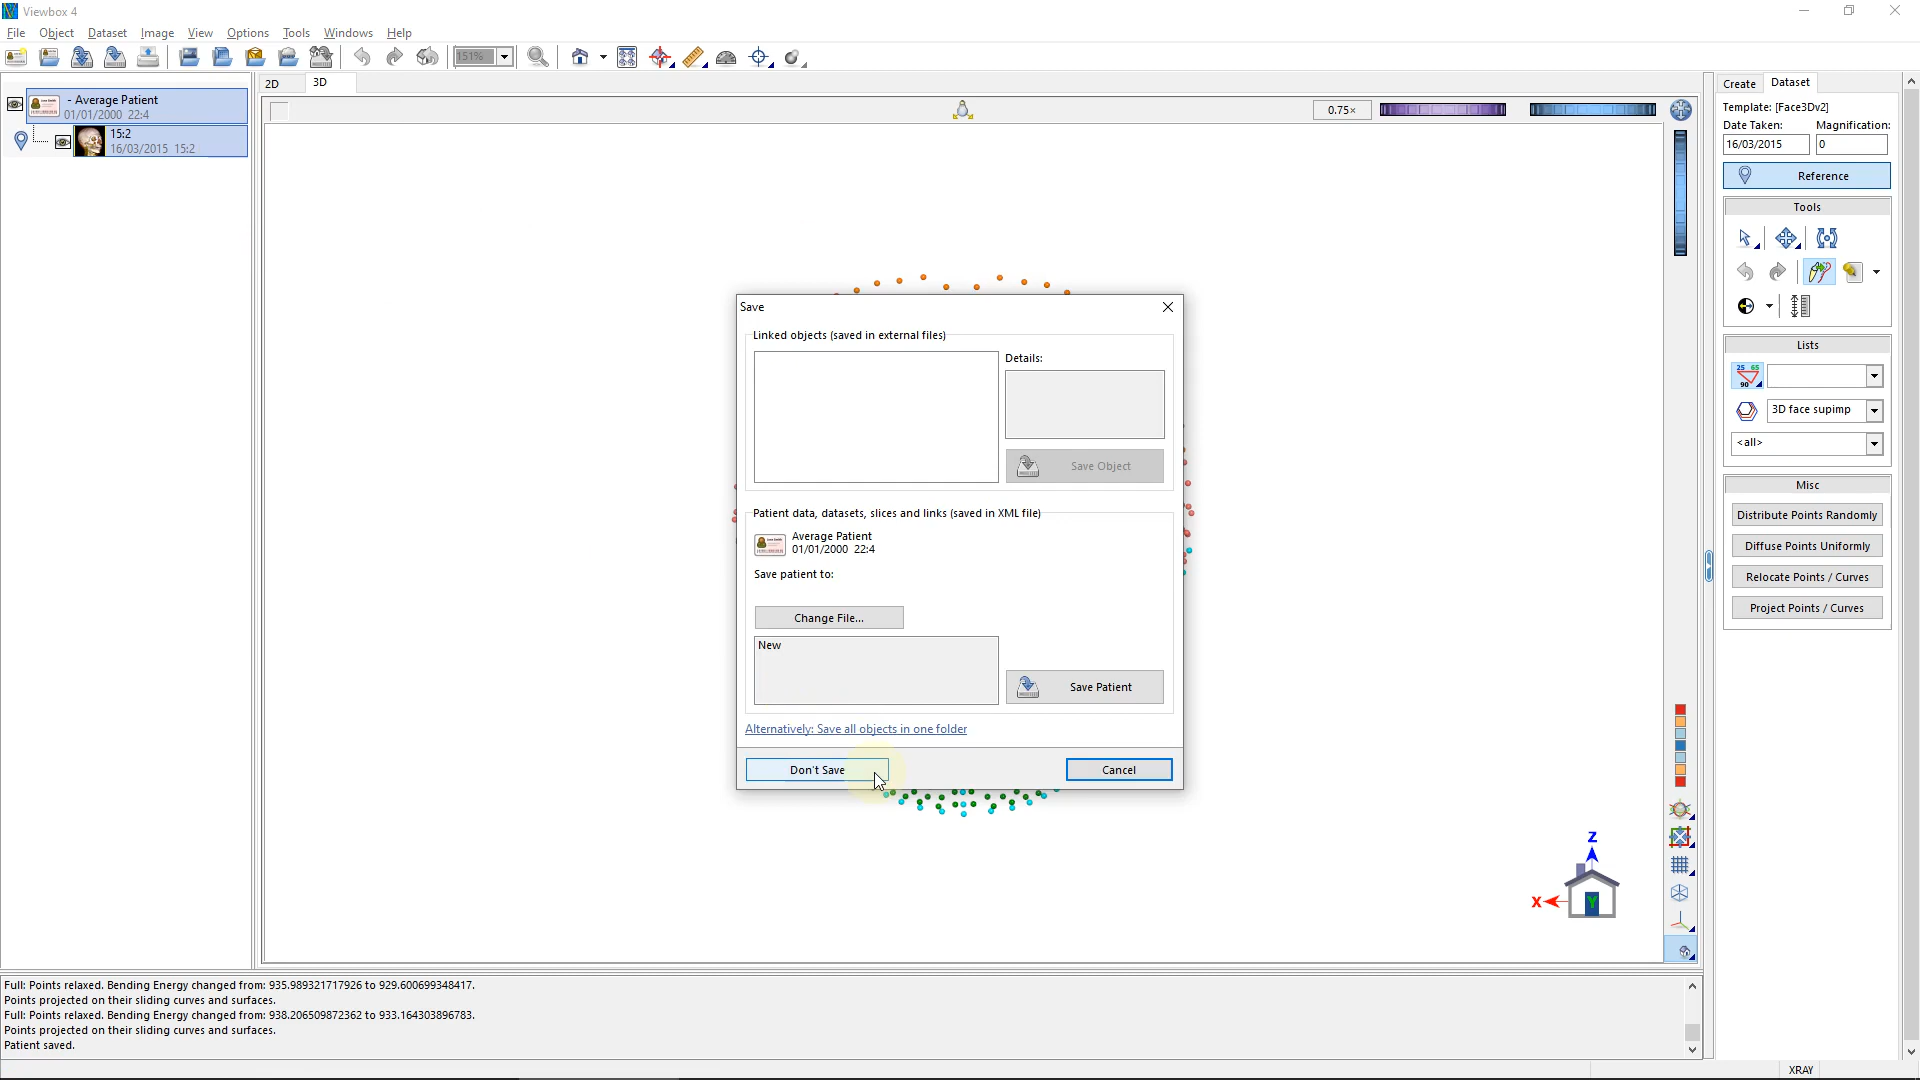 Viewbox 4
File Object Dataset Image View Options Tools Windows Help
151%
- Average Patient
01/01/2000 22:4
15:2
16/03/2015 15:2
2D 3D
0.75×
Save
Linked objects (saved in external files)
Details:
Save Object
Patient data, datasets, slices and links (saved in XML file)
Average Patient
01/01/2000 22:4
Save patient to:
Change File...
New
Save Patient
Alternatively: Save all objects in one folder
Don't Save Cancel
Z
X
Y
Create Dataset
Template: [Face3Dv2]
Date Taken: Magnification:
16/03/2015 0
Reference
Tools
Lists
25 65
90
3D face supimp
<all>
Misc
Distribute Points Randomly
Diffuse Points Uniformly
Relocate Points / Curves
Project Points / Curves
Full: Points relaxed. Bending Energy changed from: 935.989321717926 to 929.600699348417.
Points projected on their sliding curves and surfaces.
Full: Points relaxed. Bending Energy changed from: 938.206509872362 to 933.164303896783.
Points projected on their sliding curves and surfaces.
Patient saved.
XRAY